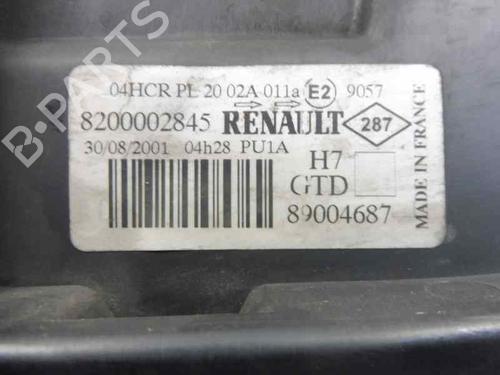 04HCR PL 20 02A 011a E2 9057
8200002845 RENAULT 287
30/08/2001 04h28 PU1A
H7
GTD
89004687
MADE IN FRANCE
B-PARTS